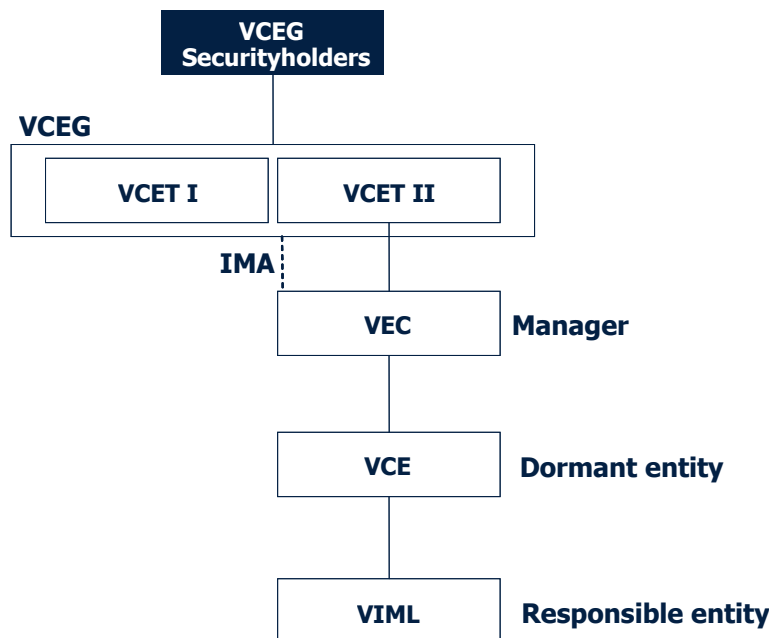 VCEG
Securityholders
VCEG
VCET I
VCET II
IMA
VEC
Manager
VCE
Dormant entity
VIML
Responsible entity